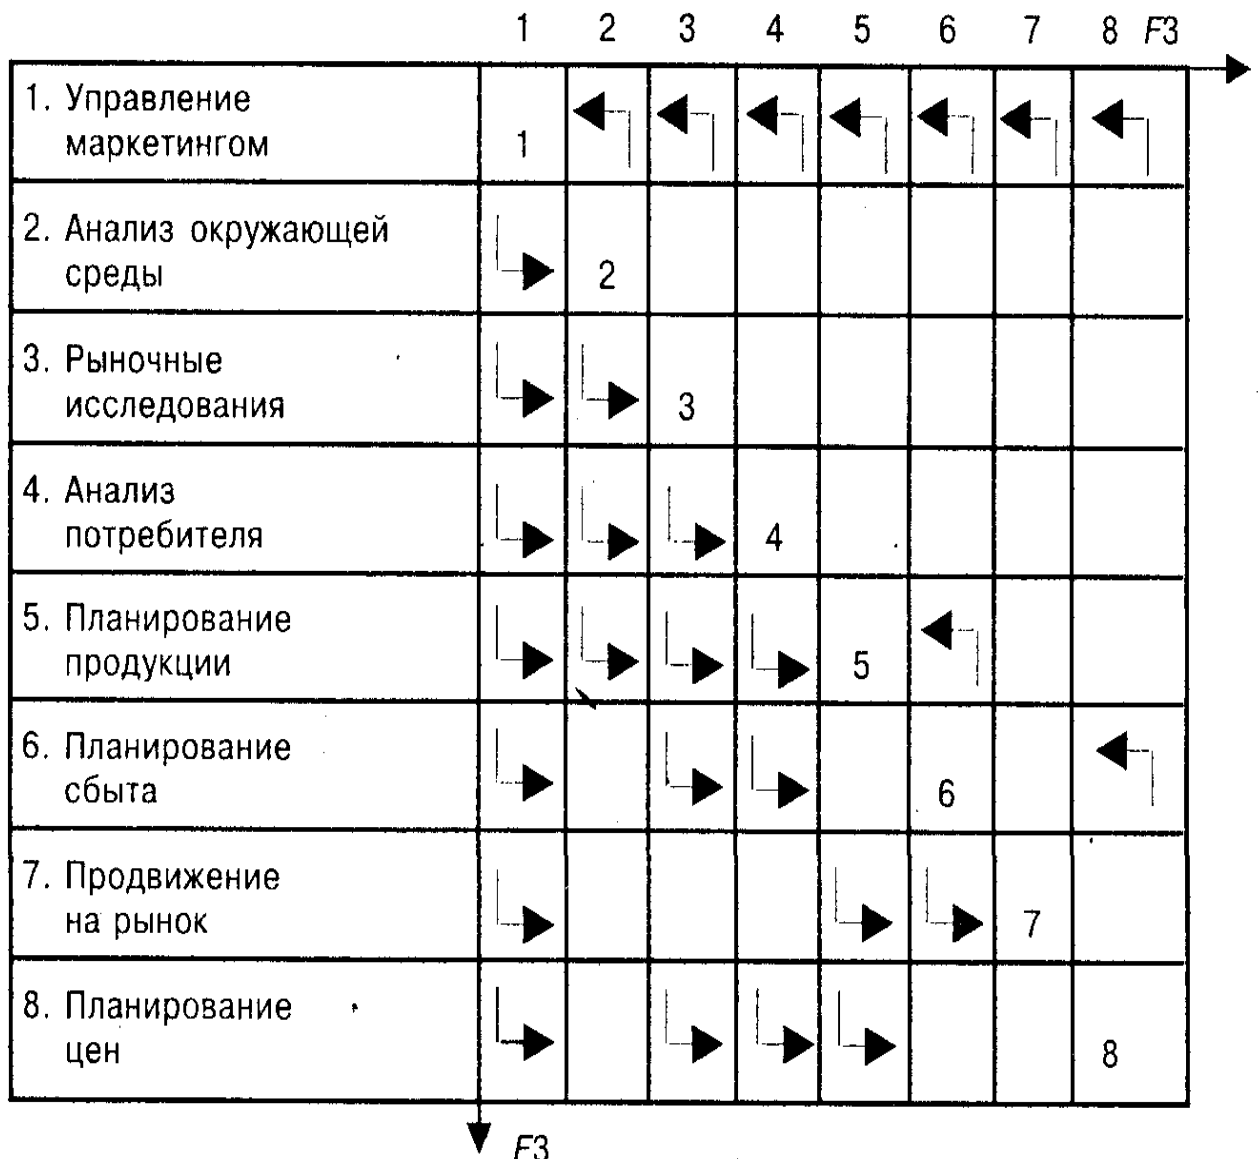 1 2 3 4 5 6 7 8 F3
1. Управление
маркетингом
1
2. Анализ окружающей
среды
2
3. Рыночные
исследования
3
4. Анализ
потребителя
4
5. Планирование
продукции
5
6. Планирование
сбыта
6
7. Продвижение
на рынок
7
8. Планирование
цен
8
F3